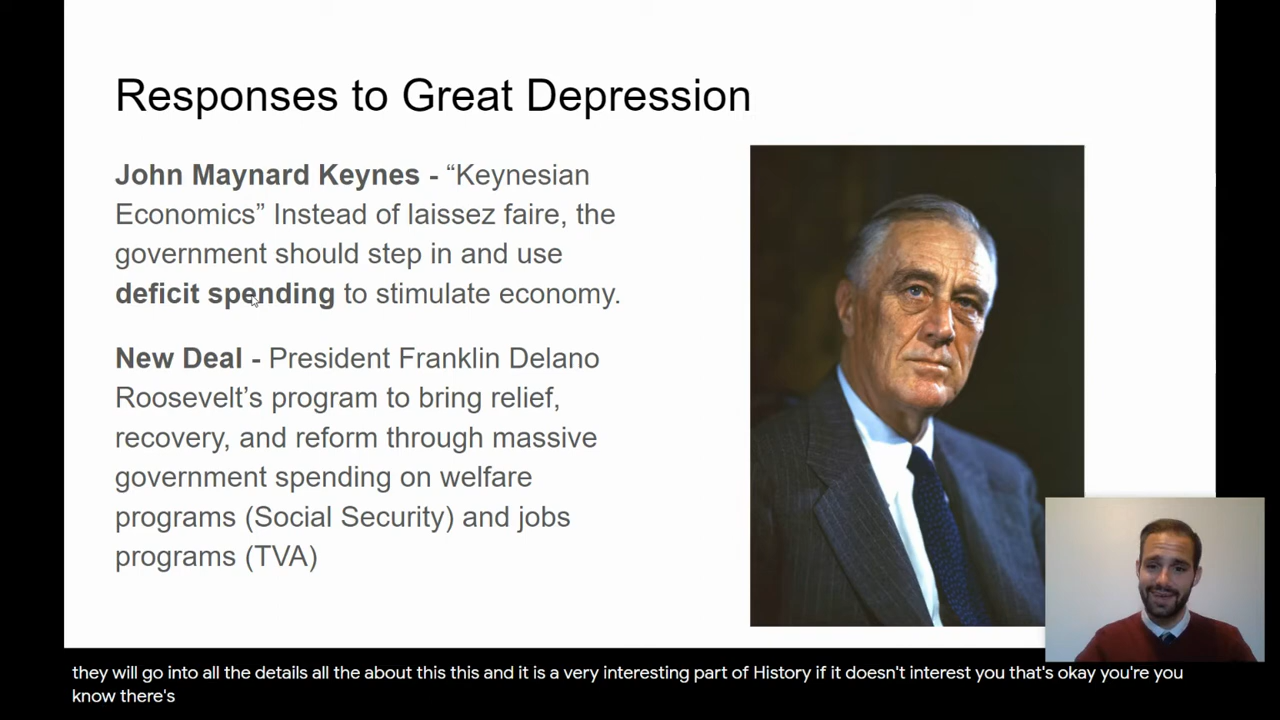 Responses to Great Depression
John Maynard Keynes - “Keynesian
Economics” Instead of laissez faire, the
government should step in and use
deficit spending to stimulate economy.
New Deal - President Franklin Delano
Roosevelt’s program to bring relief,
recovery, and reform through massive
government spending on welfare
programs (Social Security) and jobs
programs (TVA)
they will go into all the details all the about this this and it is a very interesting part of History if it doesn't interest you that's okay you're you
know there's